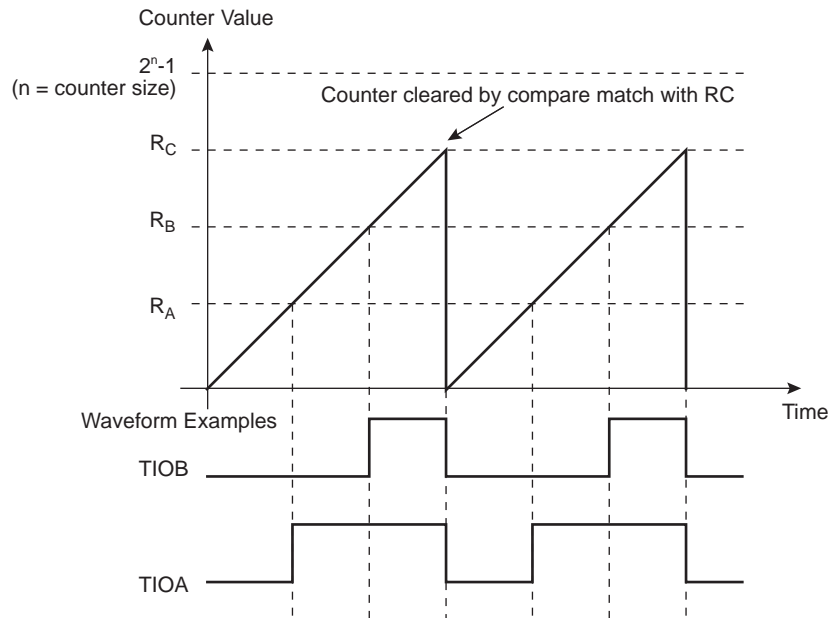 Counter Value
2ⁿ-1
(n = counter size)
Counter cleared by compare match with RC
R_C
R_B
R_A
Time
Waveform Examples
TIOB
TIOA